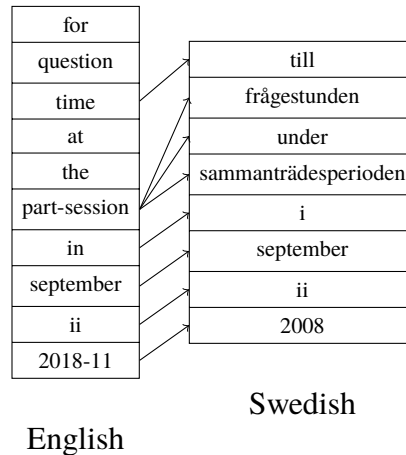 for
question
time
at
the
part-session
in
september
ii
2018-11
English
till
frågestunden
under
sammanträdesperioden
i
september
ii
2008
Swedish